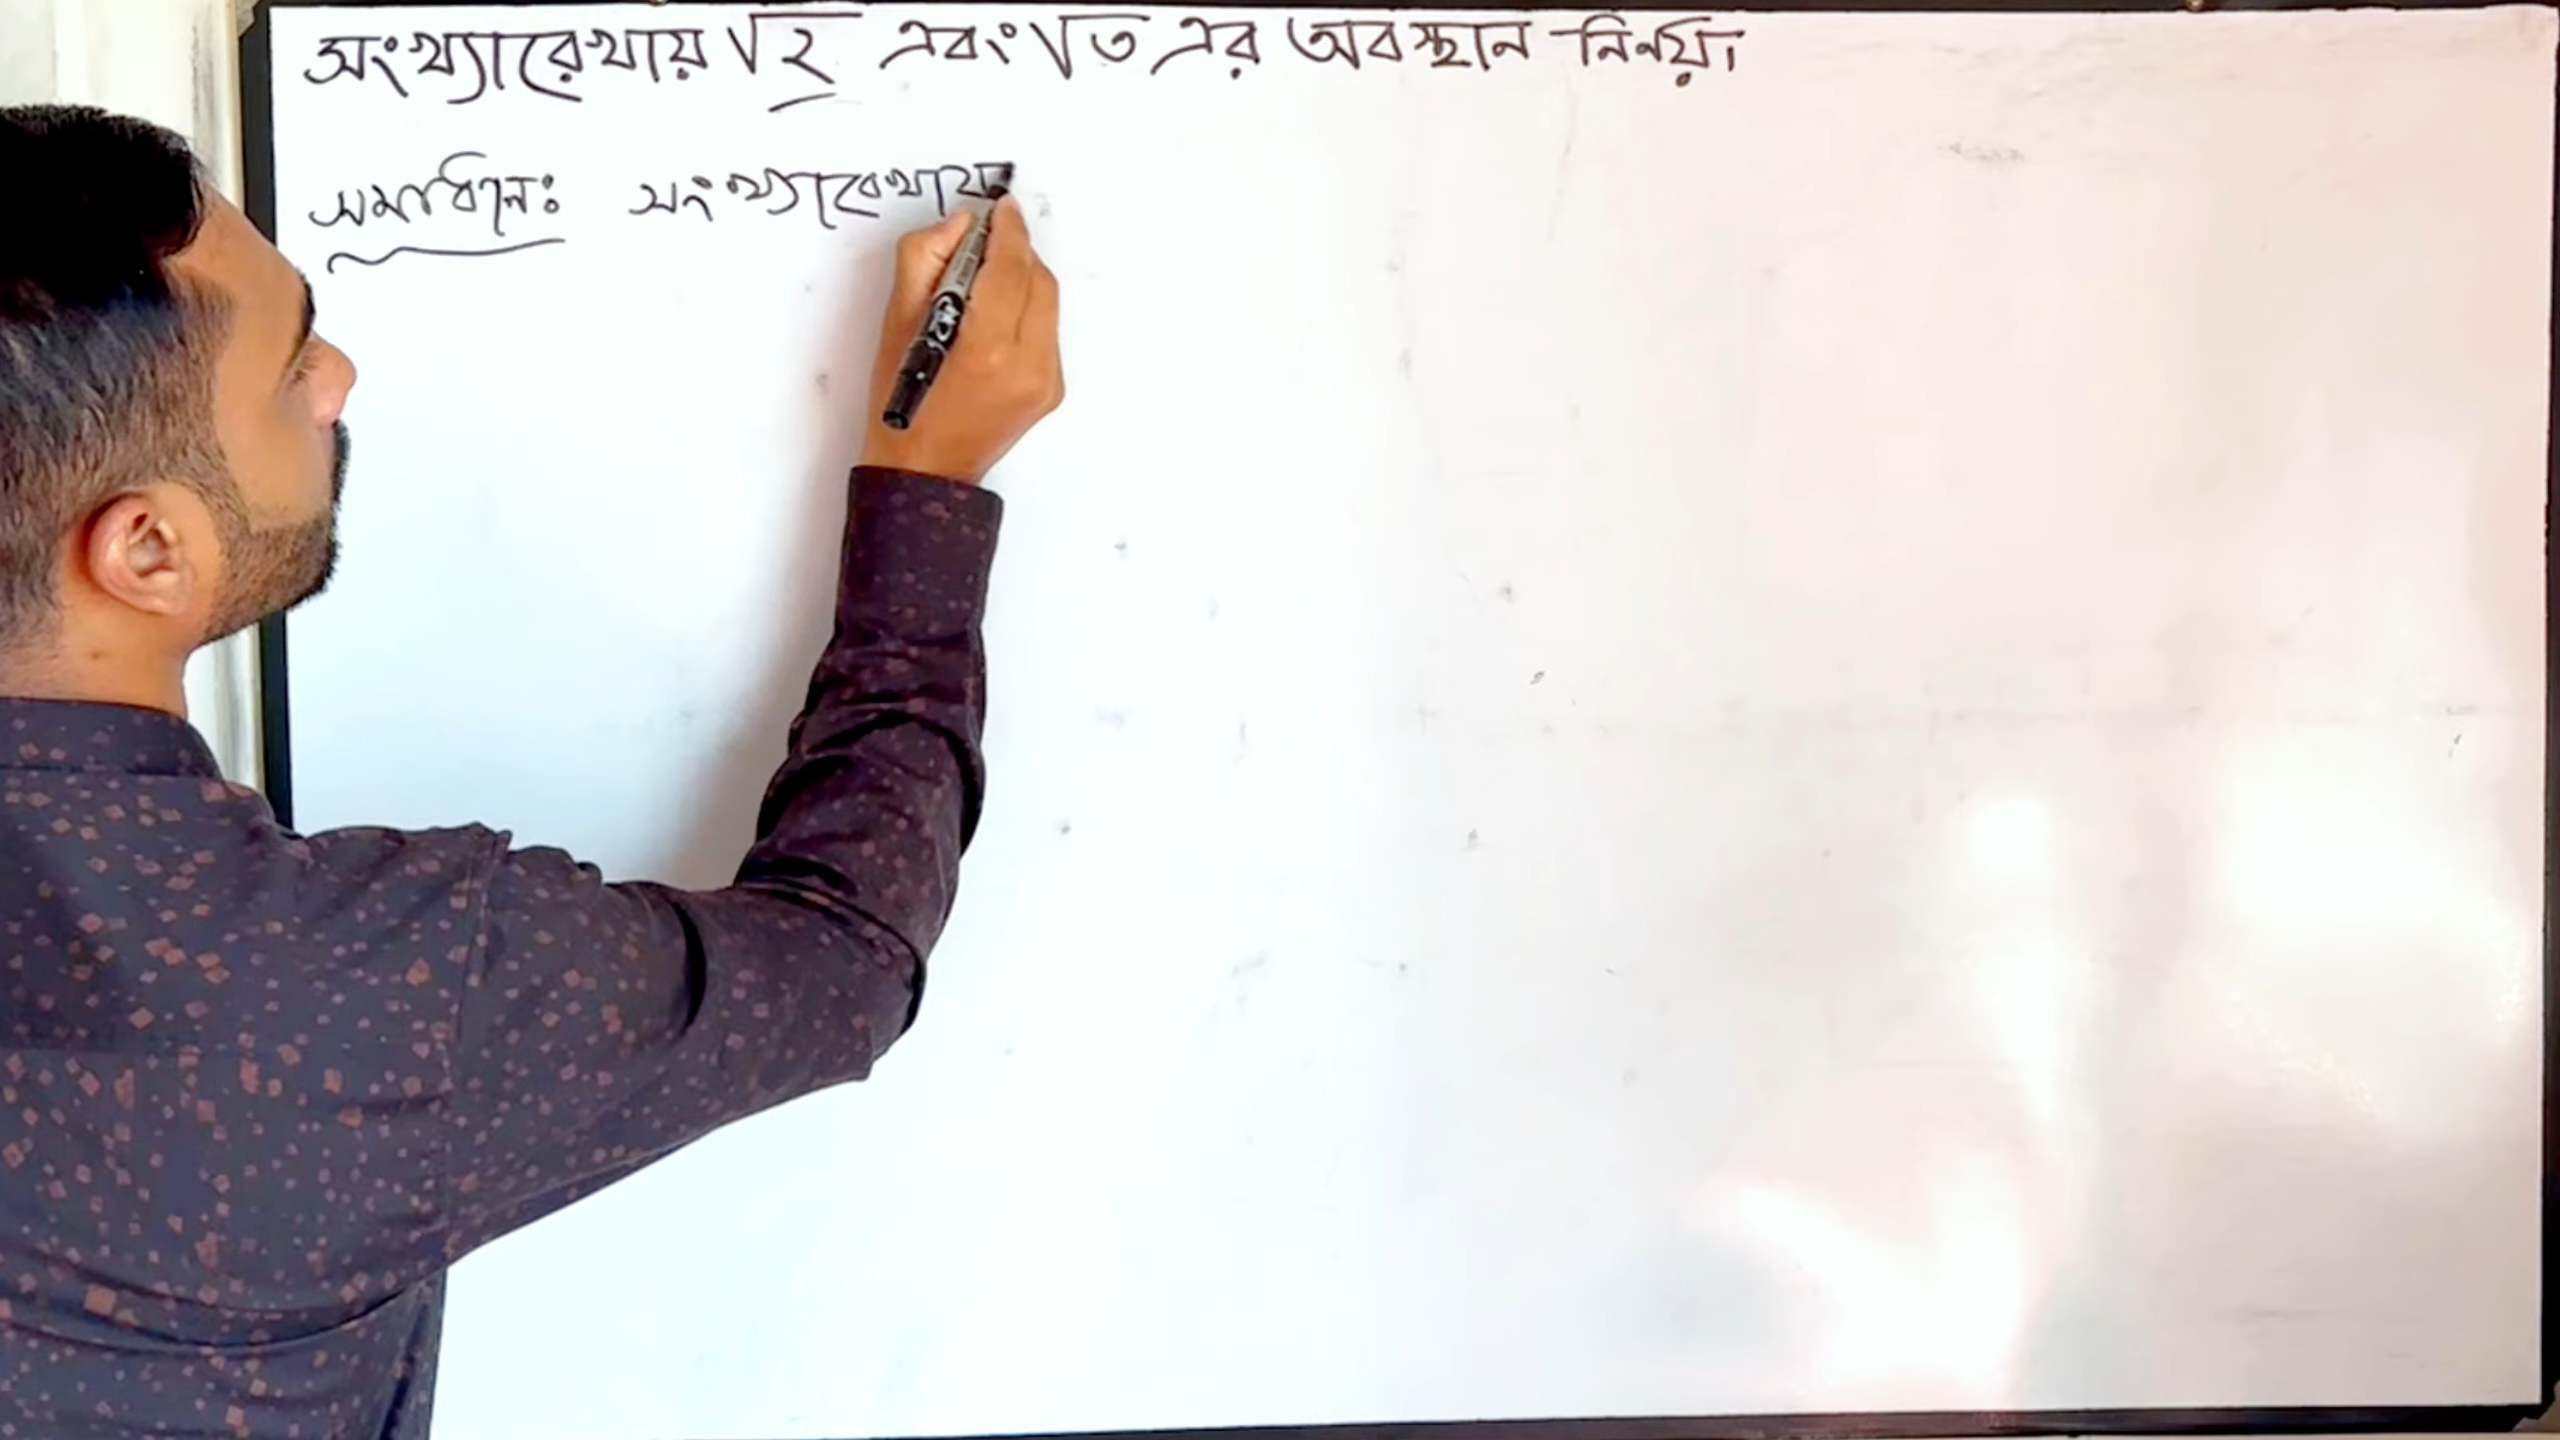 সংখ্যারেখায় √২ এবং √৩ এর অবস্থান নির্ণয়।
সমাধানঃ সংখ্যারেখায়